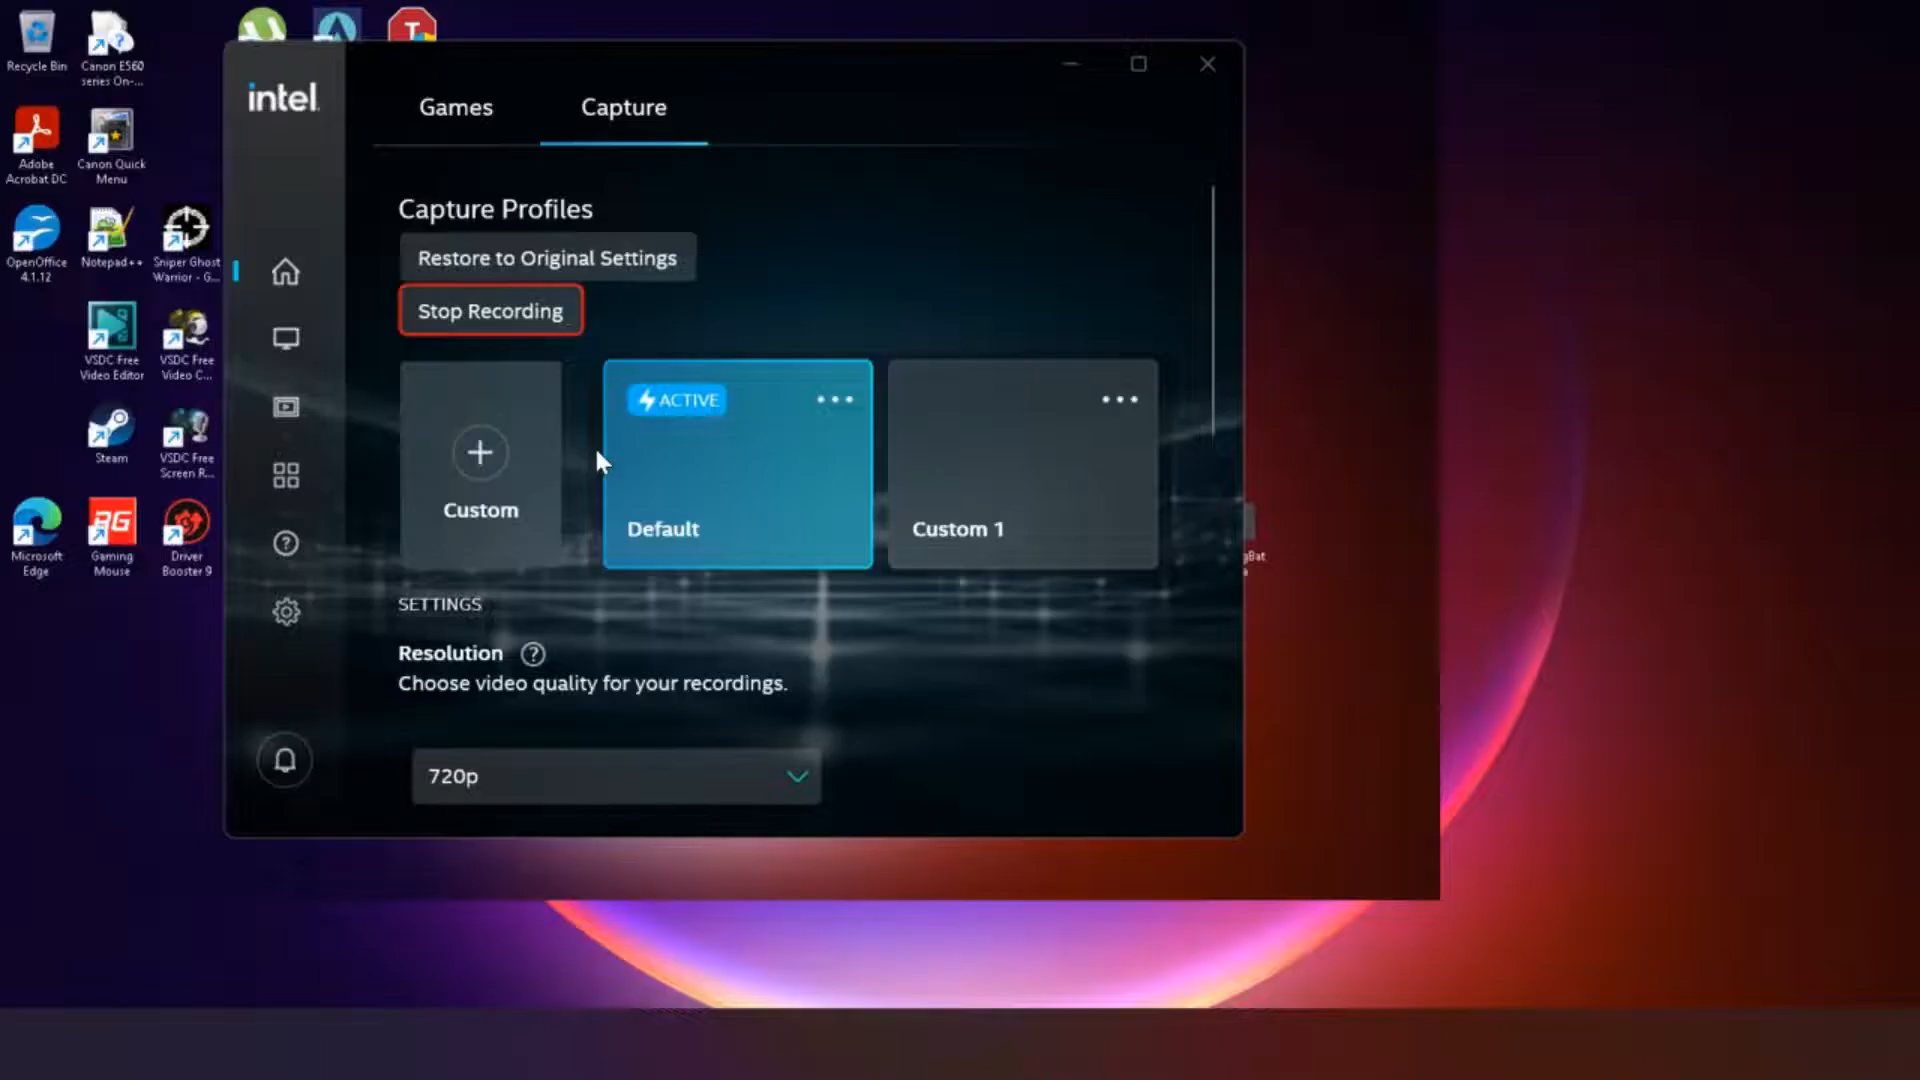 Recycle Bin
Canon E560
series On-...
Adobe
Acrobat DC
Canon Quick
Menu
OpenOffice
4.1.12
Notepad++
Sniper Ghost
Warrior - G...
VSDC Free
Video Editor
VSDC Free
Video C...
Steam
VSDC Free
Screen R...
Microsoft
Edge
Gaming
Mouse
Driver
Booster 9
T
RG
intel.
Games
Capture
Capture Profiles
Restore to Original Settings
Stop Recording
Custom
ACTIVE
Default
Custom 1
SETTINGS
Resolution ?
Choose video quality for your recordings.
720p